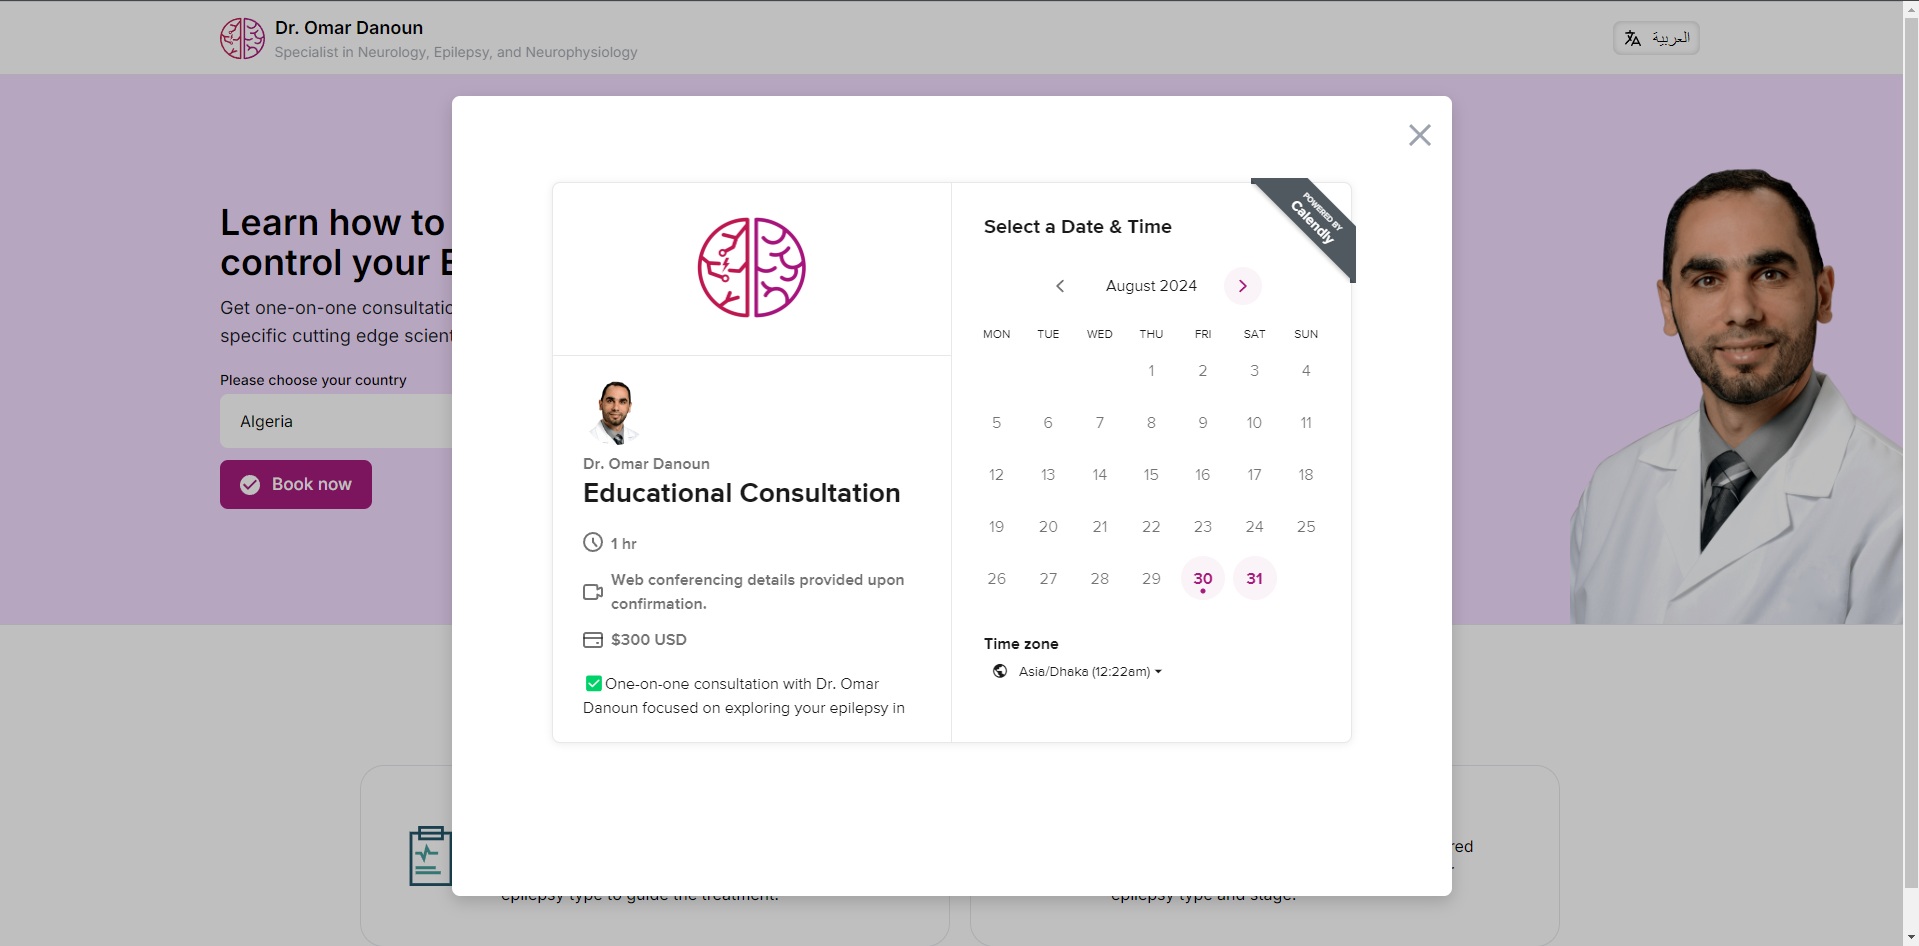 Dr. Omar Danoun
Specialist in Neurology, Epilepsy, and Neurophysiology
العربية
Learn how to
control your E
Get one-on-one consultatio
specific cutting edge scient
Please choose your country
Algeria
Book now
Dr. Omar Danoun
Educational Consultation
1 hr
Web conferencing details provided upon
confirmation.
$300 USD
One-on-one consultation with Dr. Omar
Danoun focused on exploring your epilepsy in
POWERED BY
Calendly
Select a Date & Time
August 2024
MON TUE WED THU FRI SAT SUN
1 2 3 4
5 6 7 8 9 10 11
12 13 14 15 16 17 18
19 20 21 22 23 24 25
26 27 28 29 30 31
Time zone
Asia/Dhaka (12:22am)
red
epilepsy type to guide the treatment.
epilepsy type and stage.